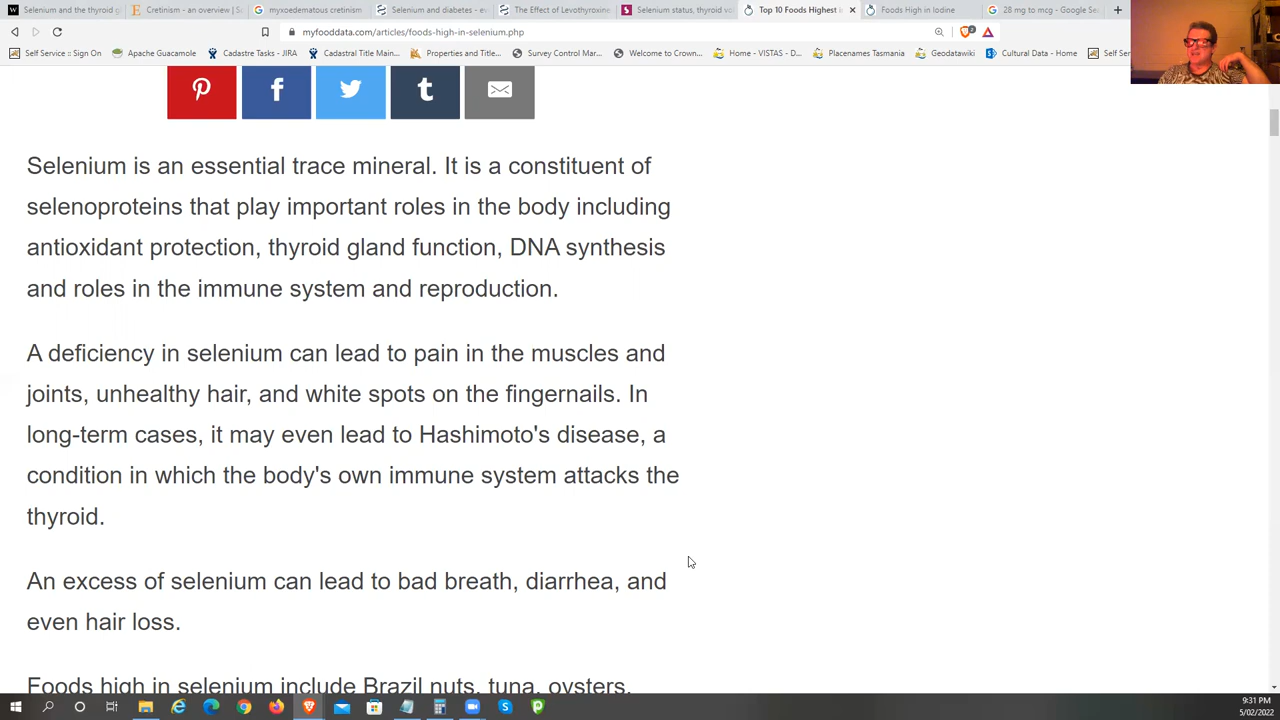 Selenium and the thyroid g
Cretinism - an overview | S
myxoedematous cretinism
Selenium and diabetes - ev
The Effect of Levothyroxine
Selenium status, thyroid vo
Top 10 Foods Highest i
Foods High in Iodine
28 mg to mcg - Google Se
myfooddata.com/articles/foods-high-in-selenium.php
Self Service :: Sign On
Apache Guacamole
Cadastre Tasks - JIRA
Cadastral Title Main...
Properties and Title...
Survey Control Mar...
Welcome to Crown...
Home - VISTAS - D...
Placenames Tasmania
Geodatawiki
Cultural Data - Home
Self Ser
Selenium is an essential trace mineral. It is a constituent of
selenoproteins that play important roles in the body including
antioxidant protection, thyroid gland function, DNA synthesis
and roles in the immune system and reproduction.
A deficiency in selenium can lead to pain in the muscles and
joints, unhealthy hair, and white spots on the fingernails. In
long-term cases, it may even lead to Hashimoto's disease, a
condition in which the body's own immune system attacks the
thyroid.
An excess of selenium can lead to bad breath, diarrhea, and
even hair loss.
Foods high in selenium include Brazil nuts, tuna, oysters,
9:31 PM
5/02/2022